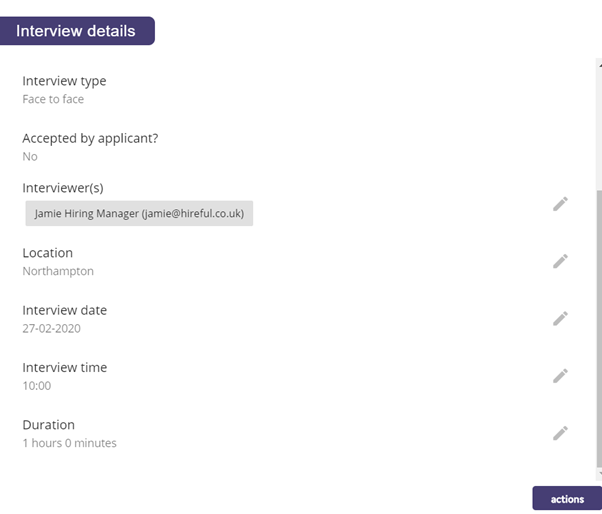 Interview details
Interview type
Face to face
Accepted by applicant?
No
Interviewer(s)
Jamie Hiring Manager (jamie@hireful.co.uk)
Location
Northampton
Interview date
27-02-2020
Interview time
10:00
Duration
1 hours 0 minutes
actions